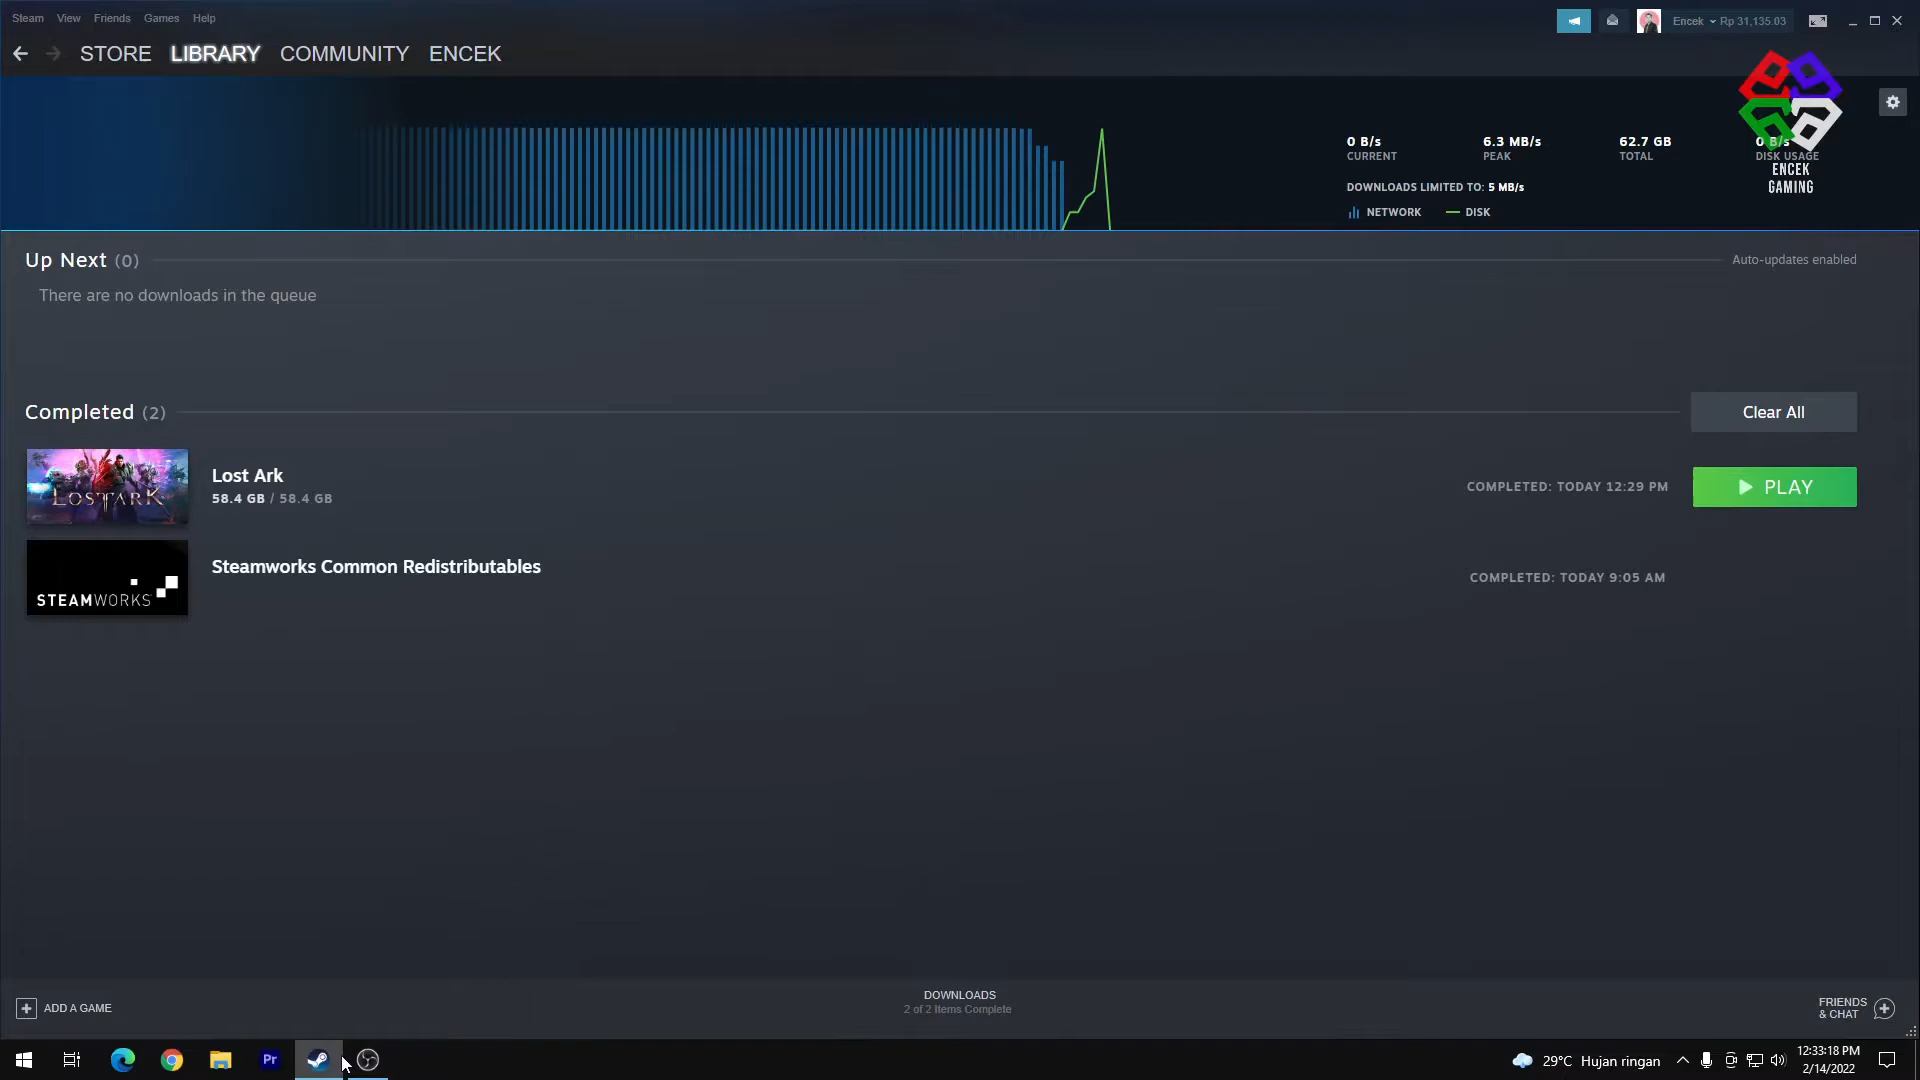 Steam View Friends Games Help
Encek Rp 31,135.03
STORE LIBRARY COMMUNITY ENCEK
0 B/s 6.3 MB/s 62.7 GB 0 B/s
CURRENT PEAK TOTAL DISK USAGE
ENCEK
GAMING
DOWNLOADS LIMITED TO: 5 MB/s
NETWORK DISK
Up Next (0) Auto-updates enabled
There are no downloads in the queue
Completed (2) Clear All
LOST ARK
Lost Ark
58.4 GB / 58.4 GB
COMPLETED: TODAY 12:29 PM PLAY
STEAMWORKS
Steamworks Common Redistributables
COMPLETED: TODAY 9:05 AM
ADD A GAME
DOWNLOADS
2 of 2 Items Complete
FRIENDS
& CHAT
Pr
29°C Hujan ringan
12:33:18 PM
2/14/2022